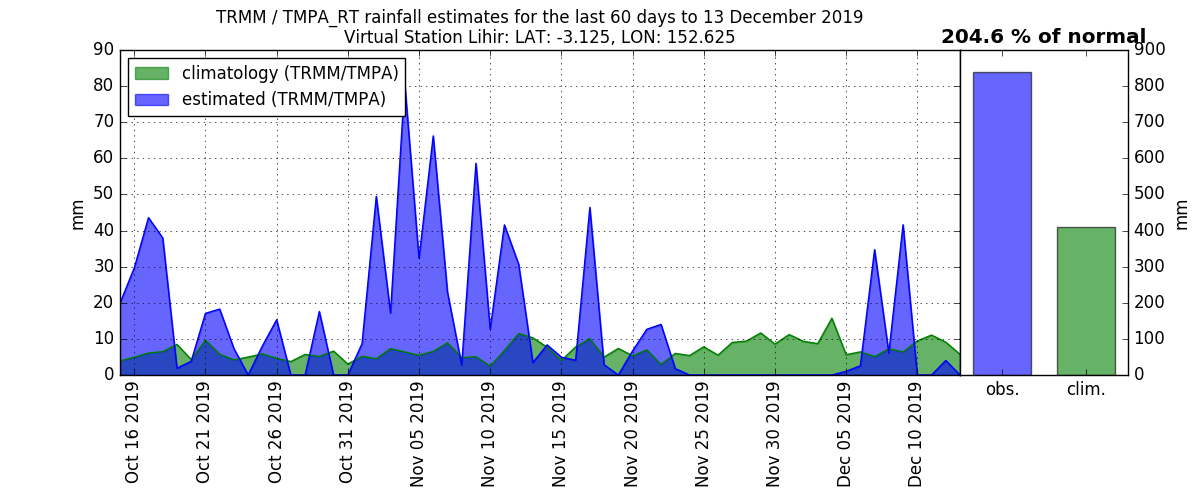 TRMM / TMPA_RT rainfall estimates for the last 60 days to 13 December 2019
Virtual Station Lihir: LAT: -3.125, LON: 152.625
204.6 % of normal
climatology (TRMM/TMPA)
estimated (TRMM/TMPA)
mm
90
80
70
60
50
40
30
20
10
0
Oct 16 2019
Oct 21 2019
Oct 26 2019
Oct 31 2019
Nov 05 2019
Nov 10 2019
Nov 15 2019
Nov 20 2019
Nov 25 2019
Nov 30 2019
Dec 05 2019
Dec 10 2019
obs.
clim.
900
800
700
600
500
400
300
200
100
0
mm